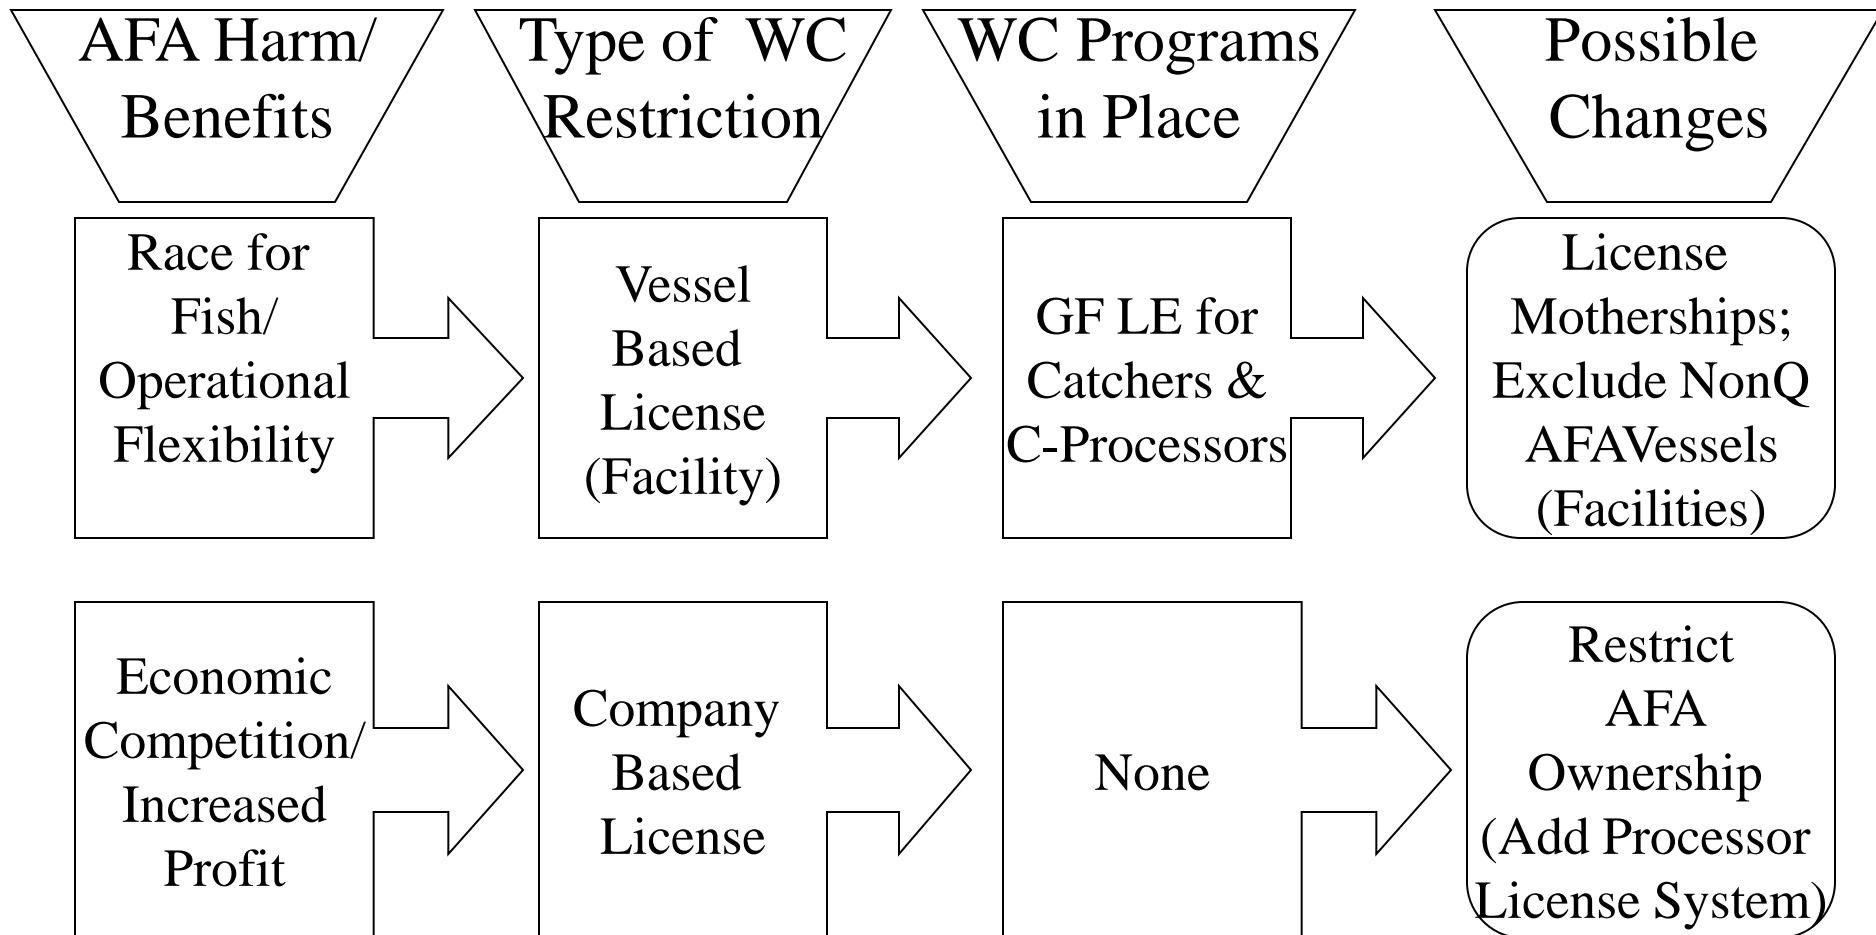 AFA Harm/
Benefits
Type of WC
Restriction
WC Programs
in Place
Possible
Changes
Race for
Fish/
Operational
Flexibility
Vessel
Based
License
(Facility)
GF LE for
Catchers &
C-Processors
License
Motherships;
Exclude NonQ
AFAVessels
(Facilities)
Economic
Competition/
Increased
Profit
Company
Based
License
None
Restrict
AFA
Ownership
(Add Processor
License System)